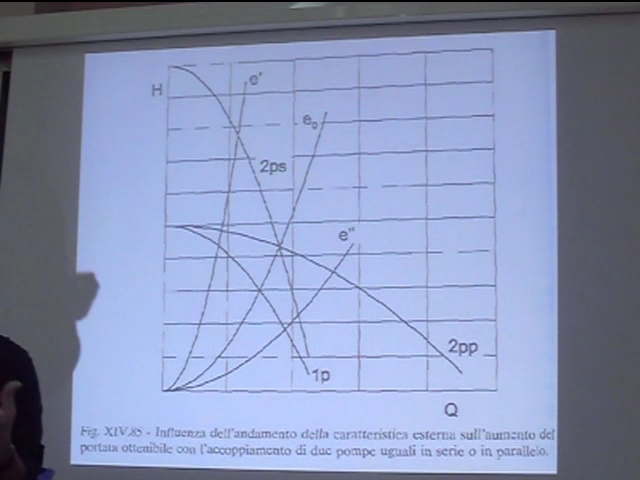 H
e'
e₀
2ps
e"
2pp
1p
Q
Fig. XIV.85 - Influenza dell'andamento della caratteristica esterna sull'aumento del
portata ottenibile con l'accoppiamento di due pompe uguali in serie o in parallelo.